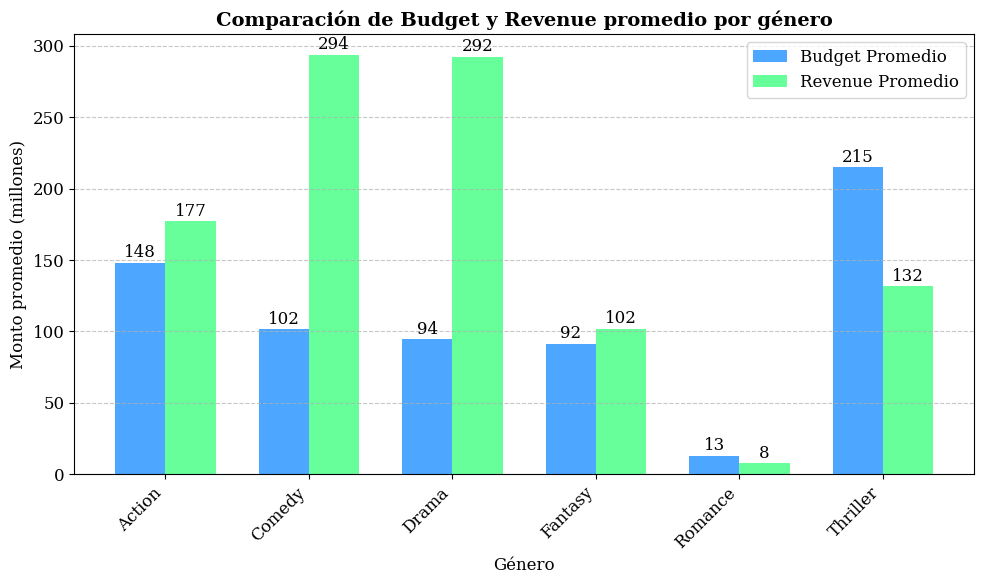 Comparación de Budget y Revenue promedio por género
Monto promedio (millones)
300
250
200
150
100
50
0
Budget Promedio
Revenue Promedio
148
177
102
294
94
292
92
102
13
8
215
132
Action
Comedy
Drama
Fantasy
Romance
Thriller
Género